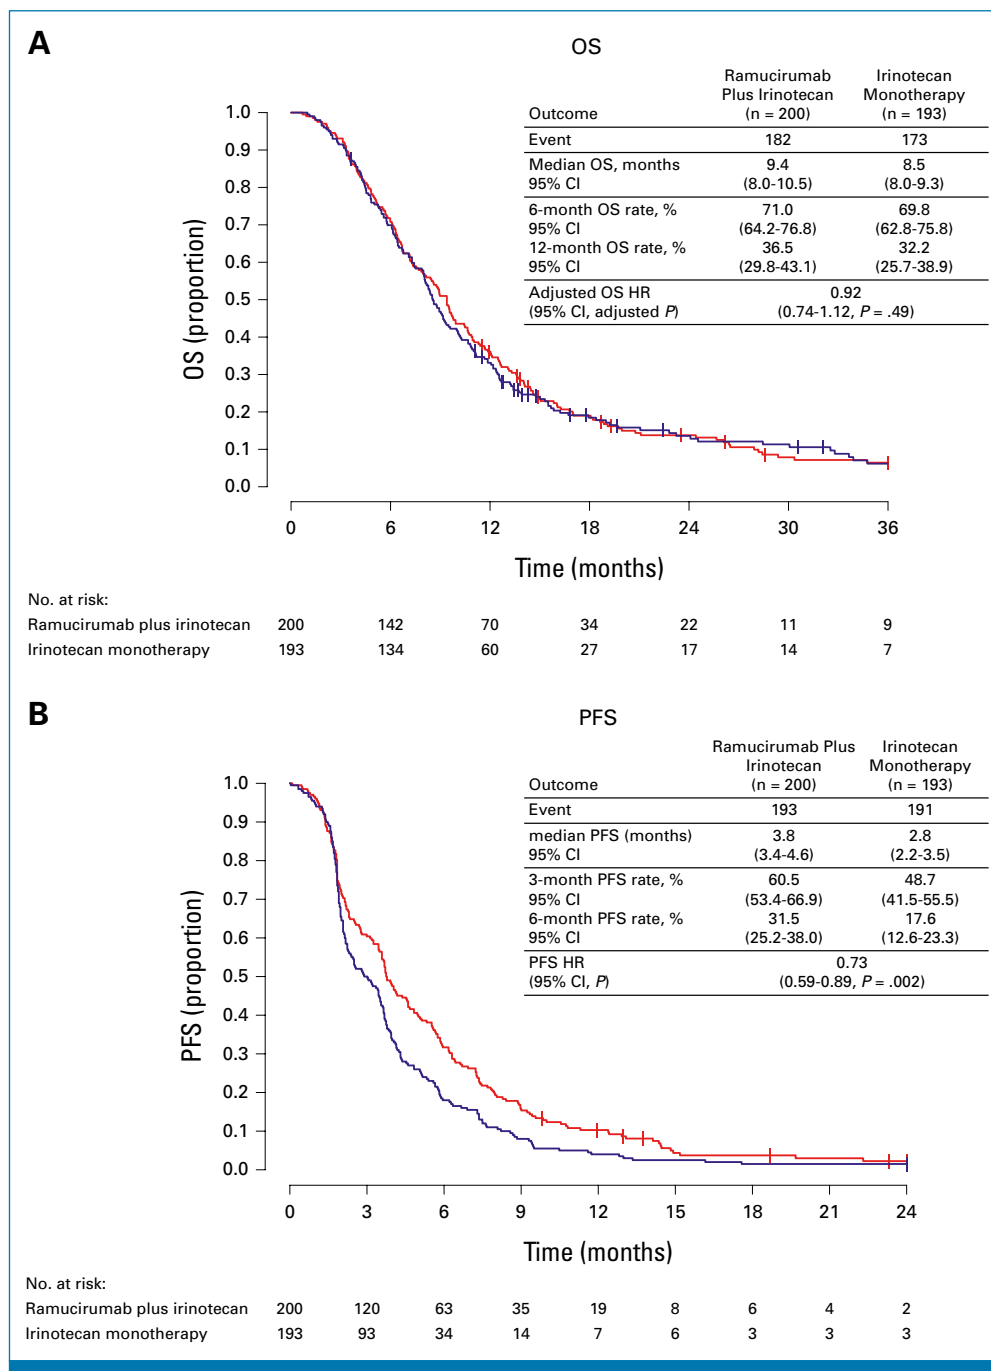 A
OS
Outcome
Ramucirumab
Plus Irinotecan
(n = 200)
Irinotecan
Monotherapy
(n = 193)
Event 182 173
Median OS, months 9.4 8.5
95% CI (8.0-10.5) (8.0-9.3)
6-month OS rate, % 71.0 69.8
95% CI (64.2-76.8) (62.8-75.8)
12-month OS rate, % 36.5 32.2
95% CI (29.8-43.1) (25.7-38.9)
Adjusted OS HR 0.92
(95% CI, adjusted P) (0.74-1.12, P = .49)
OS (proportion)
1.0
0.9
0.8
0.7
0.6
0.5
0.4
0.3
0.2
0.1
0.0
0 6 12 18 24 30 36
Time (months)
No. at risk:
Ramucirumab plus irinotecan 200 142 70 34 22 11 9
Irinotecan monotherapy 193 134 60 27 17 14 7
B
PFS
Outcome
Ramucirumab Plus
Irinotecan
(n = 200)
Irinotecan
Monotherapy
(n = 193)
Event 193 191
median PFS (months) 3.8 2.8
95% CI (3.4-4.6) (2.2-3.5)
3-month PFS rate, % 60.5 48.7
95% CI (53.4-66.9) (41.5-55.5)
6-month PFS rate, % 31.5 17.6
95% CI (25.2-38.0) (12.6-23.3)
PFS HR 0.73
(95% CI, P) (0.59-0.89, P = .002)
PFS (proportion)
1.0
0.9
0.8
0.7
0.6
0.5
0.4
0.3
0.2
0.1
0.0
0 3 6 9 12 15 18 21 24
Time (months)
No. at risk:
Ramucirumab plus irinotecan 200 120 63 35 19 8 6 4 2
Irinotecan monotherapy 193 93 34 14 7 6 3 3 3